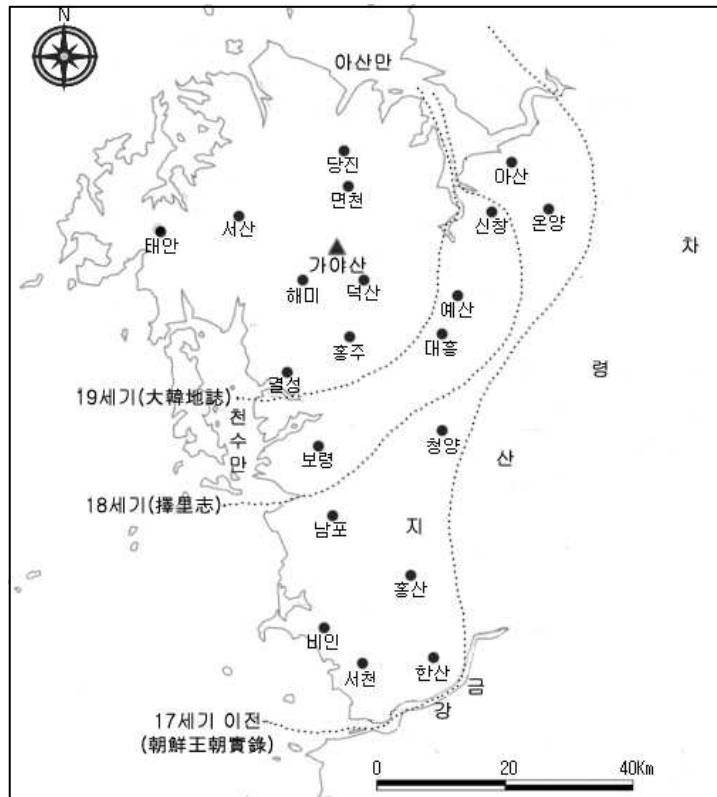 N
아산만
당진
면천
아산
서산
신창
온양
태안
가야산
차
해미
덕산
예산
홍주
대흥
령
결성
19세기(大韓地誌)
천수만
청양
산
보령
18세기(擇里志)
남포
지
홍산
비인
서천
한산
금
강
17세기 이전
(朝鮮王朝實錄)
0
20
40Km